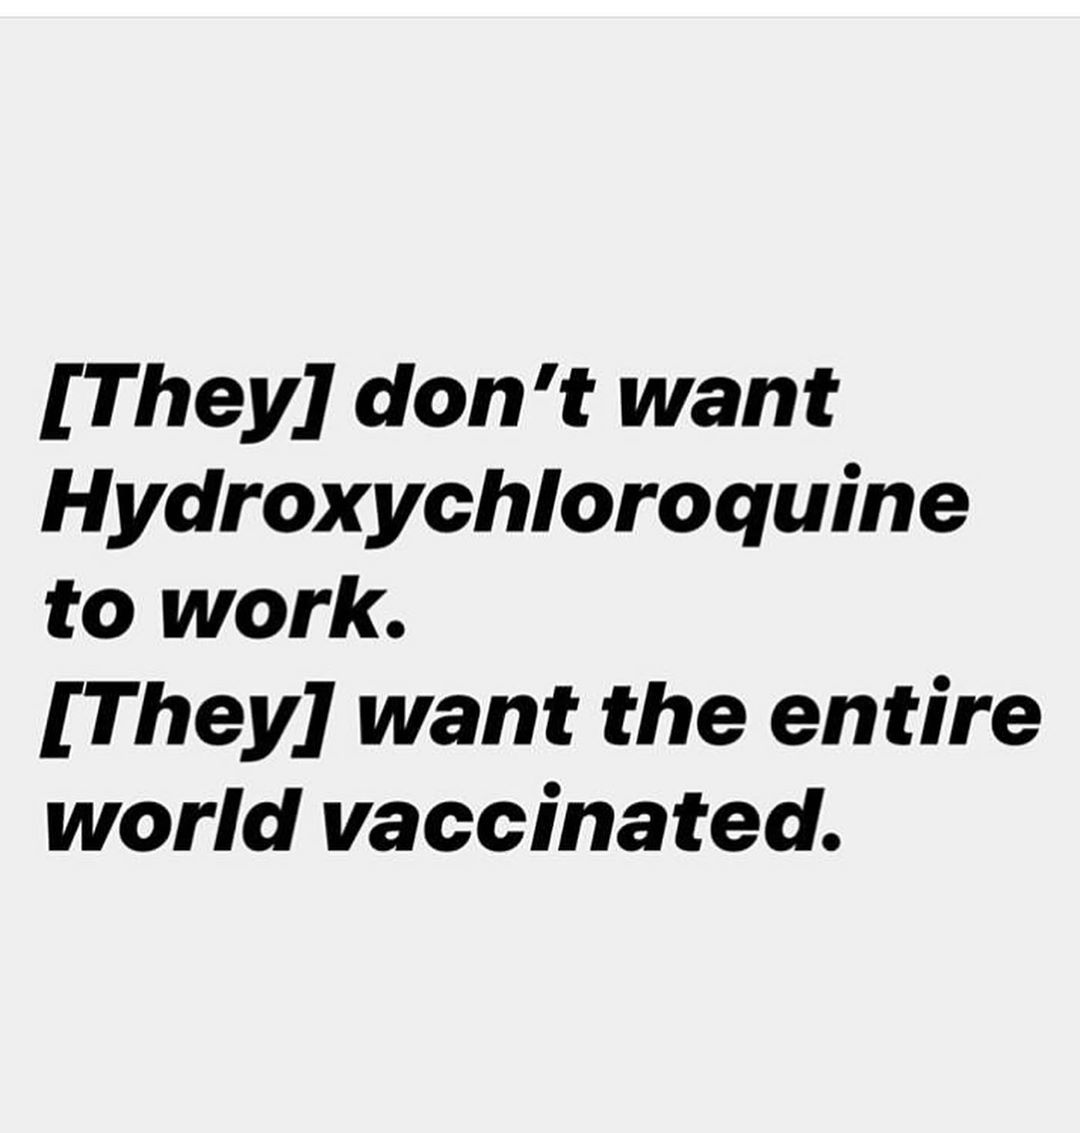 [They] don’t want
Hydroxychloroquine
to work.
[They] want the entire
world vaccinated.